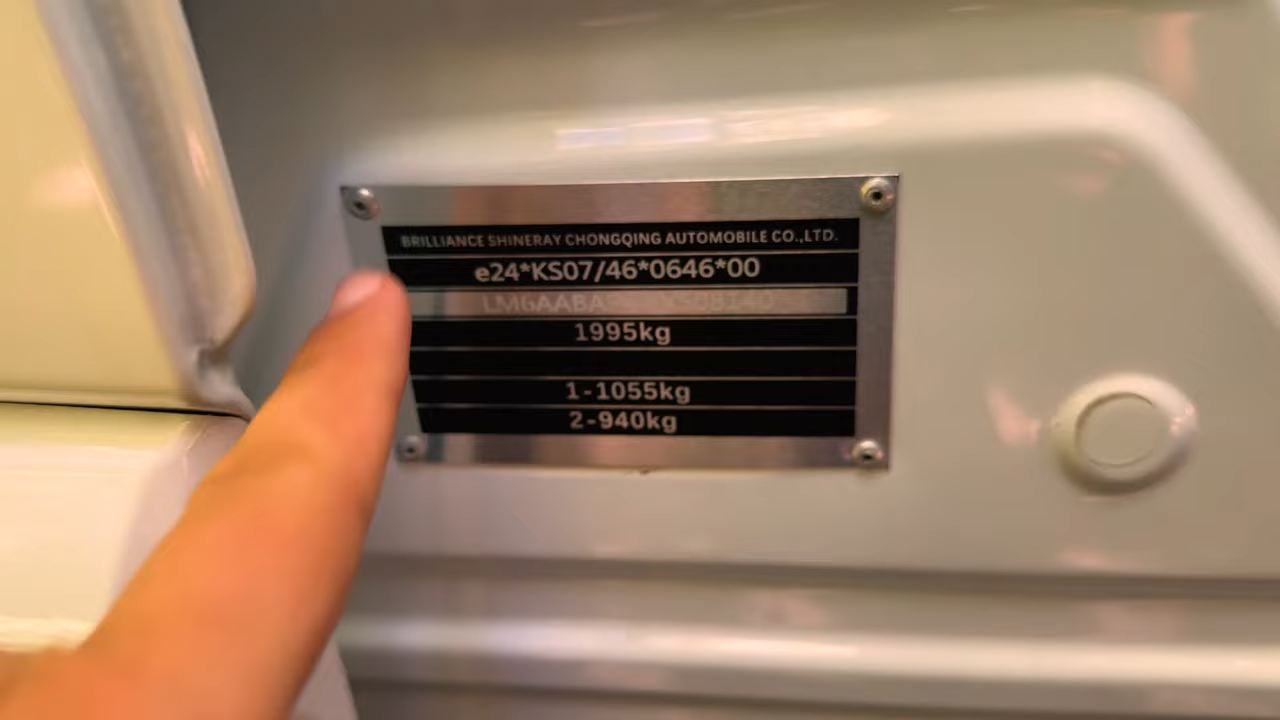 BRILLIANCE SHINERAY CHONGQING AUTOMOBILE CO.,LTD.
e24*KS07/46*0646*00
1995kg
1-1055kg
2-940kg